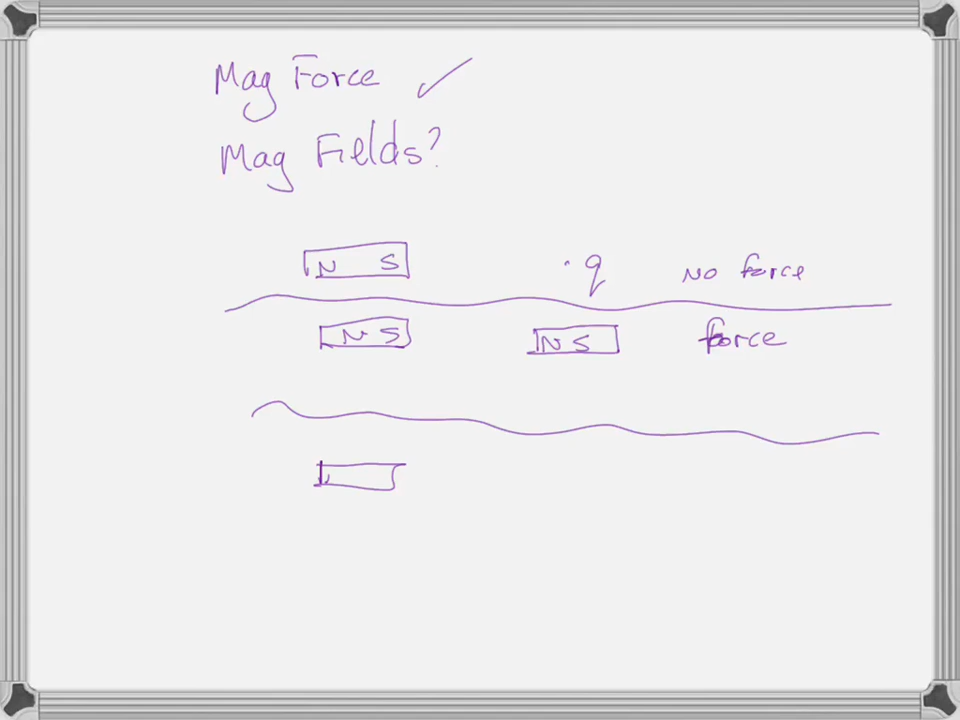 Mag Force ✓
Mag Fields?
N S · q No force
N S N S force